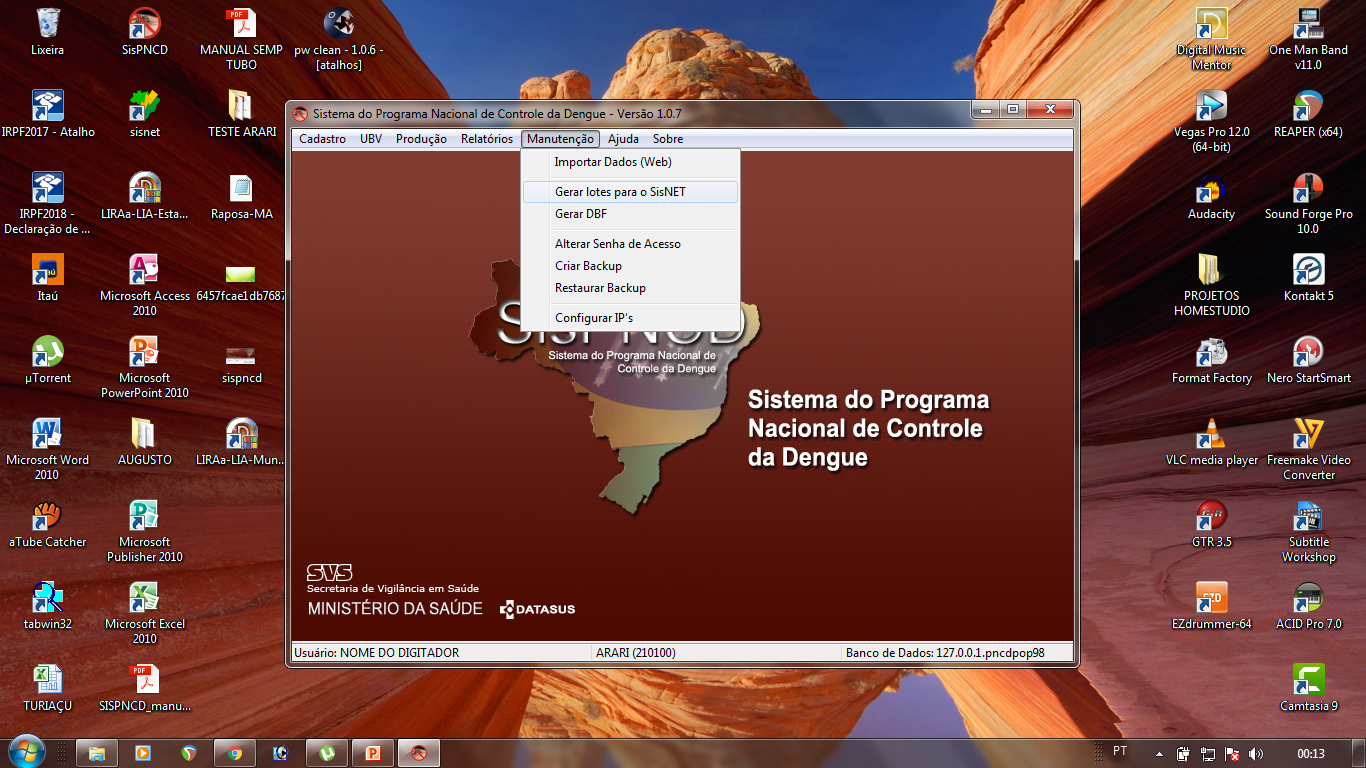 Lixeira
SisPNCD
MANUAL SEMP
TUBO
pw clean - 1.0.6 -
[atalhos]
IRPF2017 - Atalho
sisnet
TESTE ARARI
IRPF2018 -
Declaração de ...
LIRAa-LIA-Esta...
Raposa-MA
Itaú
Microsoft Access
2010
6457fcae1db7687
µTorrent
Microsoft
PowerPoint 2010
sispncd
Microsoft Word
2010
AUGUSTO
LIRAa-LIA-Mun...
aTube Catcher
Microsoft
Publisher 2010
tabwin32
Microsoft Excel
2010
TURIAÇU
SISPNCD_manu...
Sistema do Programa Nacional de Controle da Dengue - Versão 1.0.7
Cadastro UBV Produção Relatórios Manutenção Ajuda Sobre
Importar Dados (Web)
Gerar lotes para o SisNET
Gerar DBF
Alterar Senha de Acesso
Criar Backup
Restaurar Backup
Configurar IP's
SisPNCD
Sistema do Programa Nacional de
Controle da Dengue
Sistema do Programa
Nacional de Controle
da Dengue
SVS
Secretaria de Vigilância em Saúde
MINISTÉRIO DA SAÚDE
DATASUS
Usuário: NOME DO DIGITADOR
ARARI (210100)
Banco de Dados: 127.0.0.1.pncdpop98
Digital Music
Mentor
One Man Band
v11.0
Vegas Pro 12.0
(64-bit)
REAPER (x64)
Audacity
Sound Forge Pro
10.0
PROJETOS
HOMESTUDIO
Kontakt 5
Format Factory
Nero StartSmart
VLC media player
Freemake Video
Converter
GTR 3.5
Subtitle
Workshop
EZdrummer-64
ACID Pro 7.0
Camtasia 9
PT
00:13